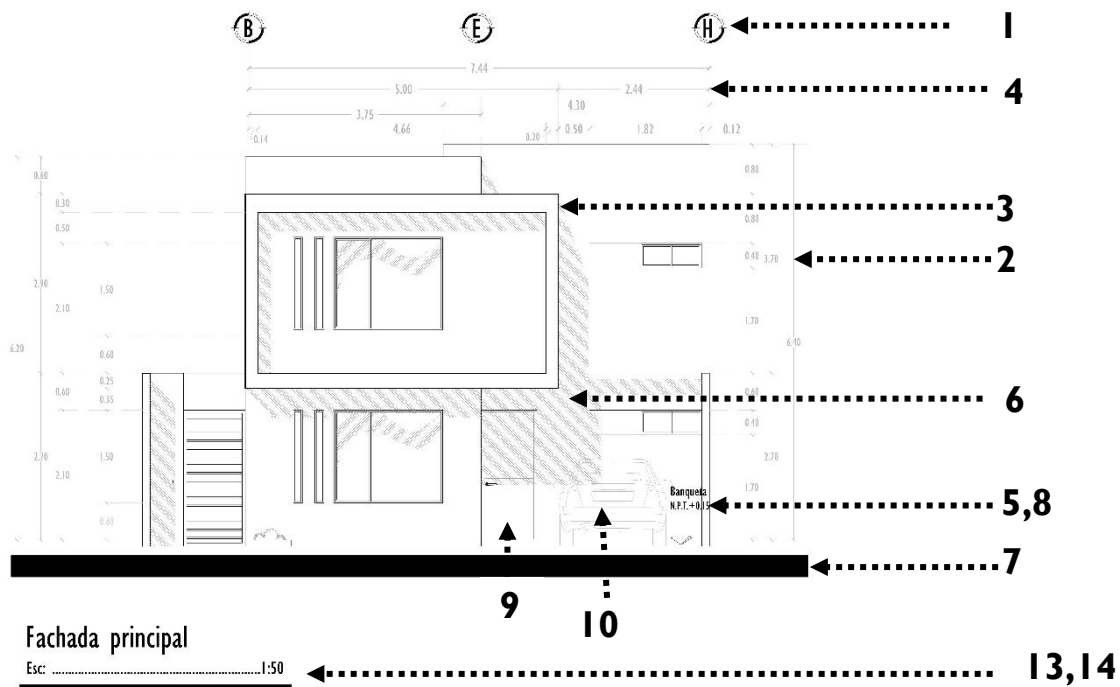 B E H 1
7.44
5.00 2.44 4
4.30
3.75
4.66 0.20 0.50 1.82 0.12
0.14
0.60 0.80
0.30 3
0.50 0.80
0.40 3.70 2
2.90 1.50
2.10
1.70
6.20 0.60 6.40
0.25
0.60 0.35 0.60 6
0.40
2.70 1.50 2.70
2.10
Banqueta 1.70
N.P.T.+0.15 5,8
0.60
7
9 10
Fachada principal
Esc: ........................................................1:50 13,14